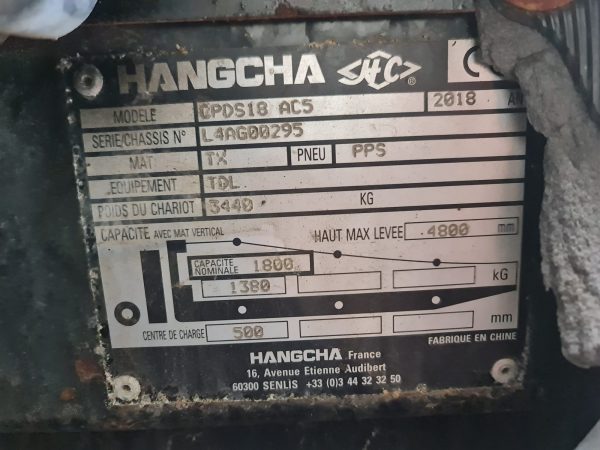 HANGCHA <HC> ®
MODELE CPDS18 AC5 2018 AN
SERIE/CHASSIS N° L4AG00295
MAT TX PNEU PPS
EQUIPEMENT TDL
POIDS DU CHARIOT 3440 KG
CAPACITE AVEC MAT VERTICAL HAUT MAX LEVEE 4800 mm
CAPACITE NOMINALE 1800
1380 kG
CENTRE DE CHARGE 500 mm
FABRIQUE EN CHINE
HANGCHA France
16, Avenue Etienne Audibert
60300 SENLIS +33 (0)3 44 32 32 50